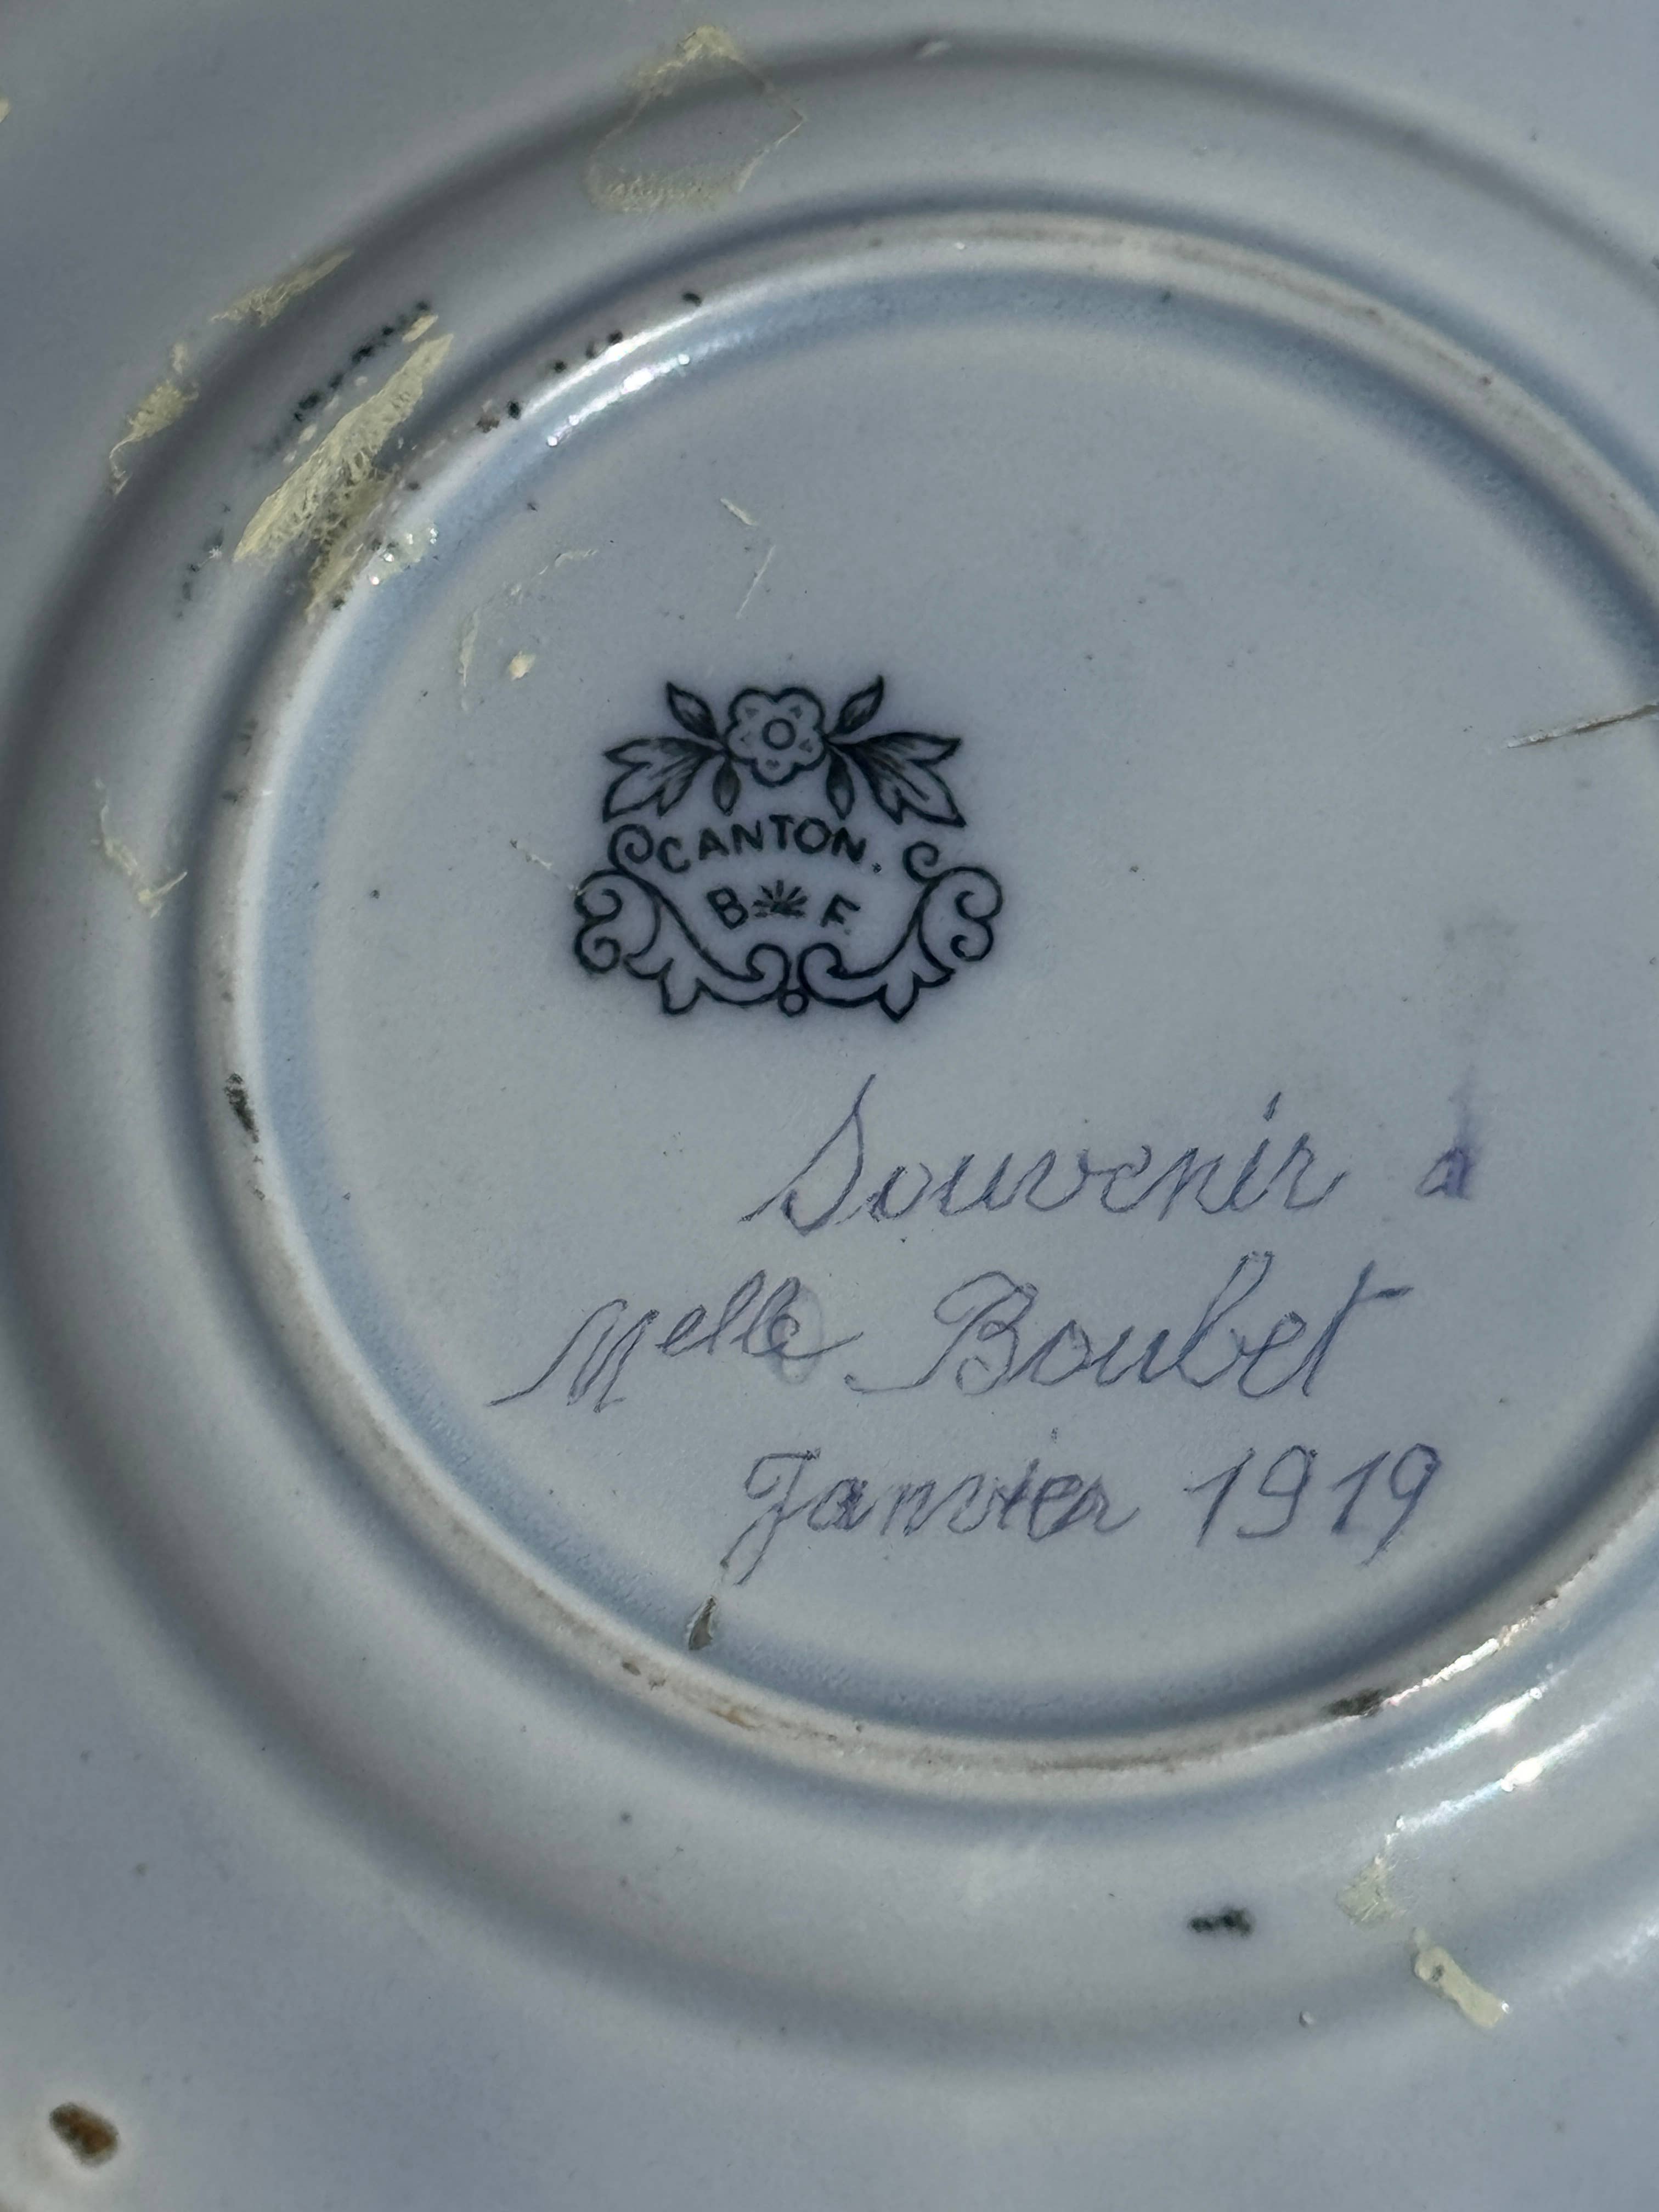 CANTON.
B F.
Souvenir à
Melle Boubet
Janvier 1919